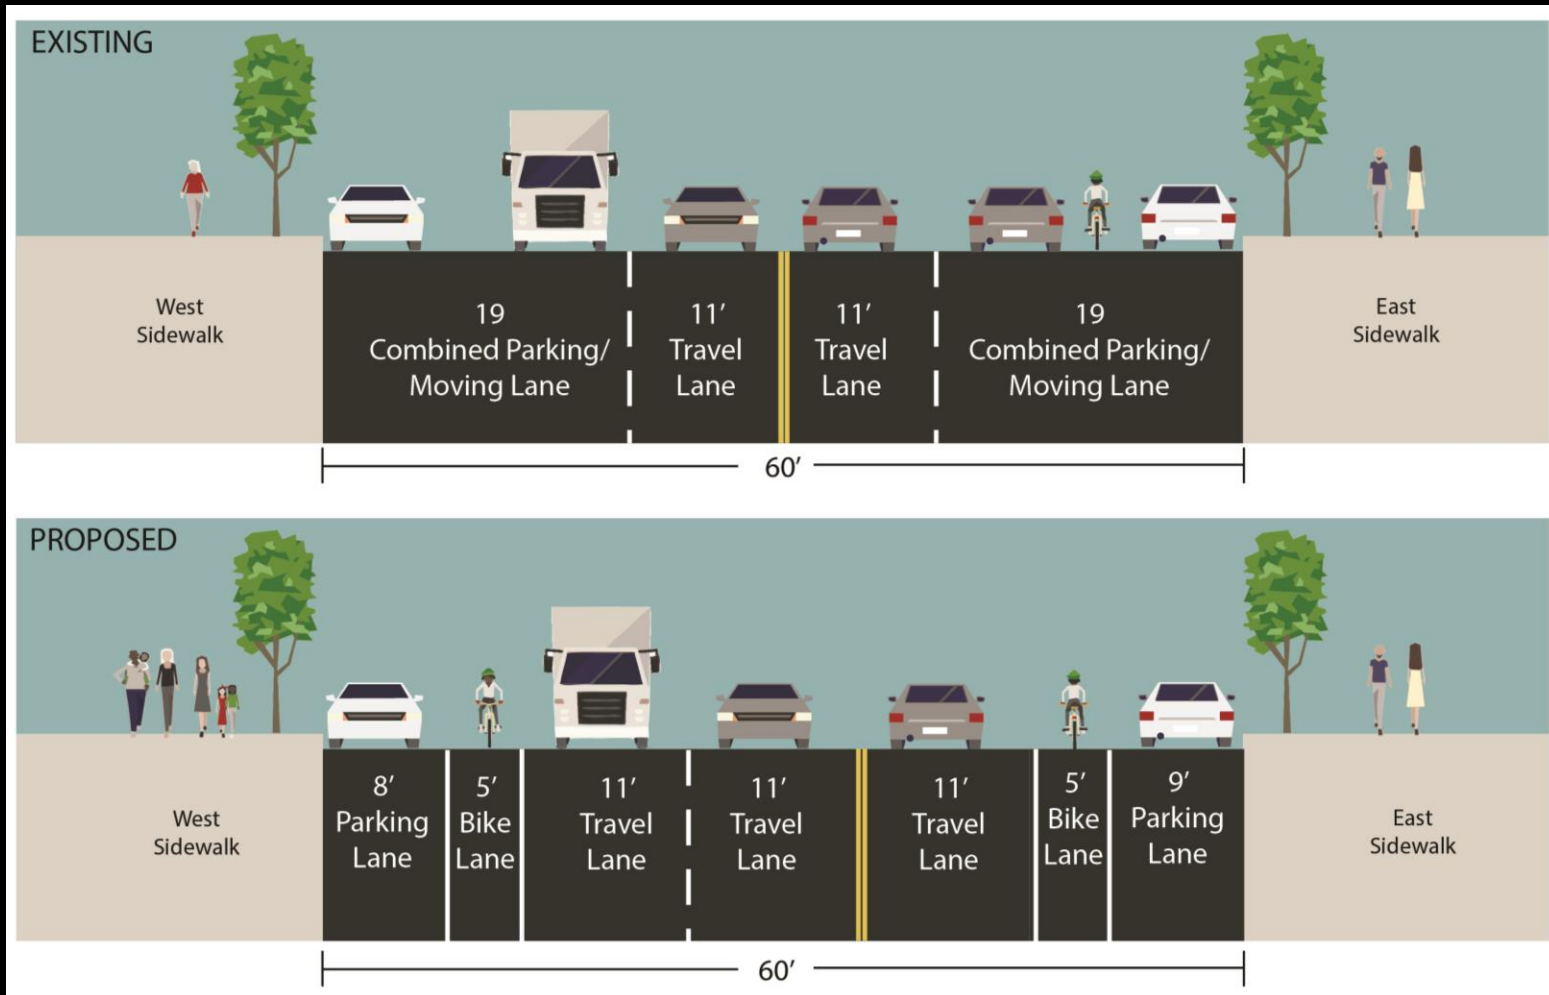 EXISTING
West
Sidewalk
19
Combined Parking/
Moving Lane
11′
Travel
Lane
11′
Travel
Lane
19
Combined Parking/
Moving Lane
East
Sidewalk
60′
PROPOSED
West
Sidewalk
8′
Parking
Lane
5′
Bike
Lane
11′
Travel
Lane
11′
Travel
Lane
11′
Travel
Lane
5′
Bike
Lane
9′
Parking
Lane
East
Sidewalk
60′